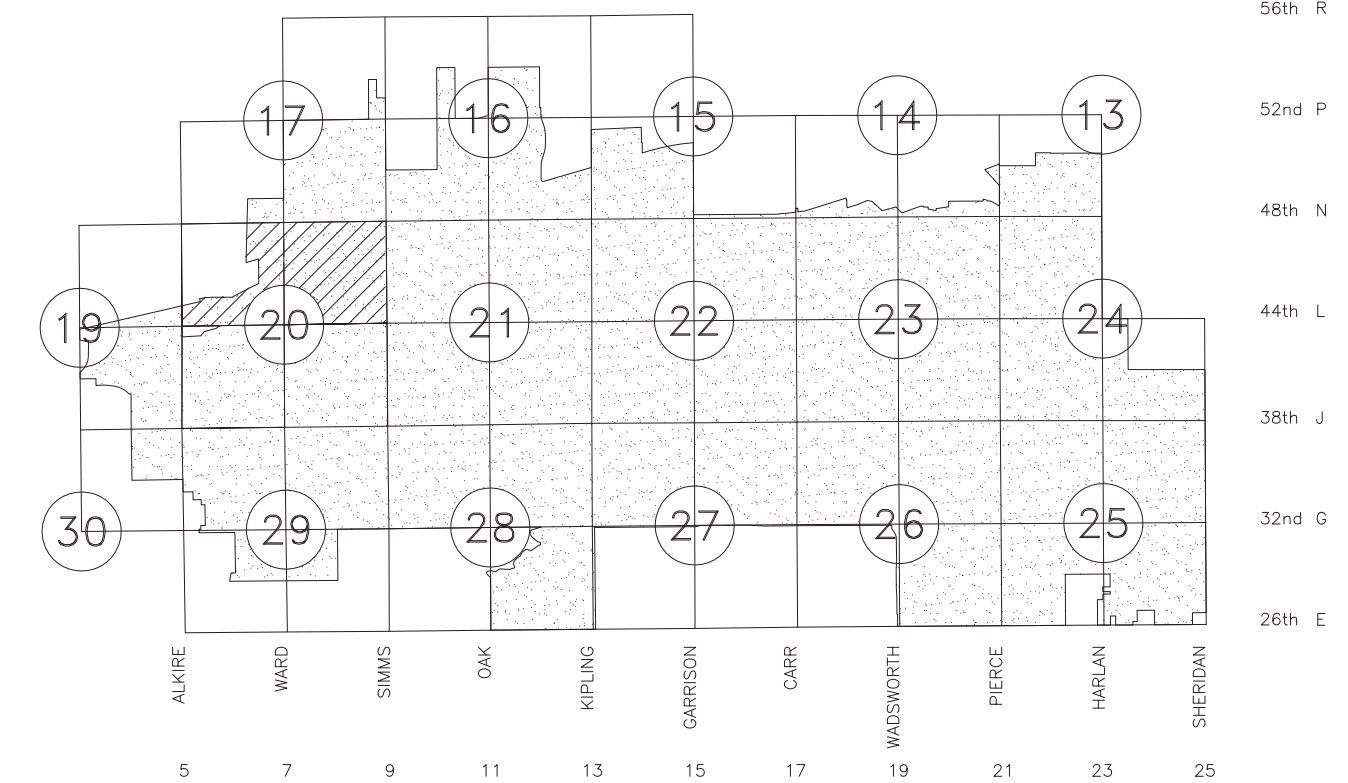 56th R
17 16 15 14 13
52nd P
48th N
19 20 21 22 23 24
44th L
38th J
30 29 28 27 26 25
32nd G
26th E
ALKIRE
WARD
SIMMS
OAK
KIPLING
GARRISON
CARR
WADSWORTH
PIERCE
HARLAN
SHERIDAN
5 7 9 11 13 15 17 19 21 23 25